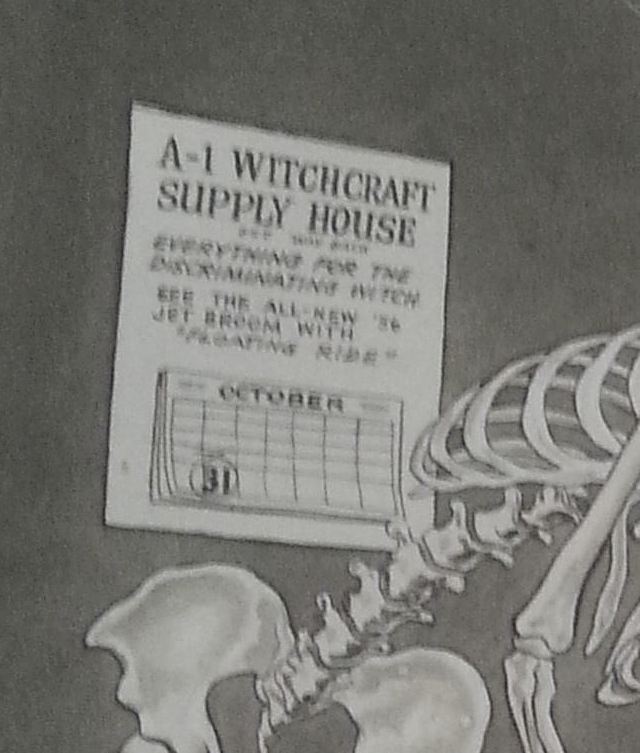 A-1 WITCHCRAFT
SUPPLY HOUSE
EVERYTHING FOR THE
DISCRIMINATING WITCH
SEE THE ALL-NEW '56
JET BROOM WITH
"FLOATING RIDE"
OCTOBER
31